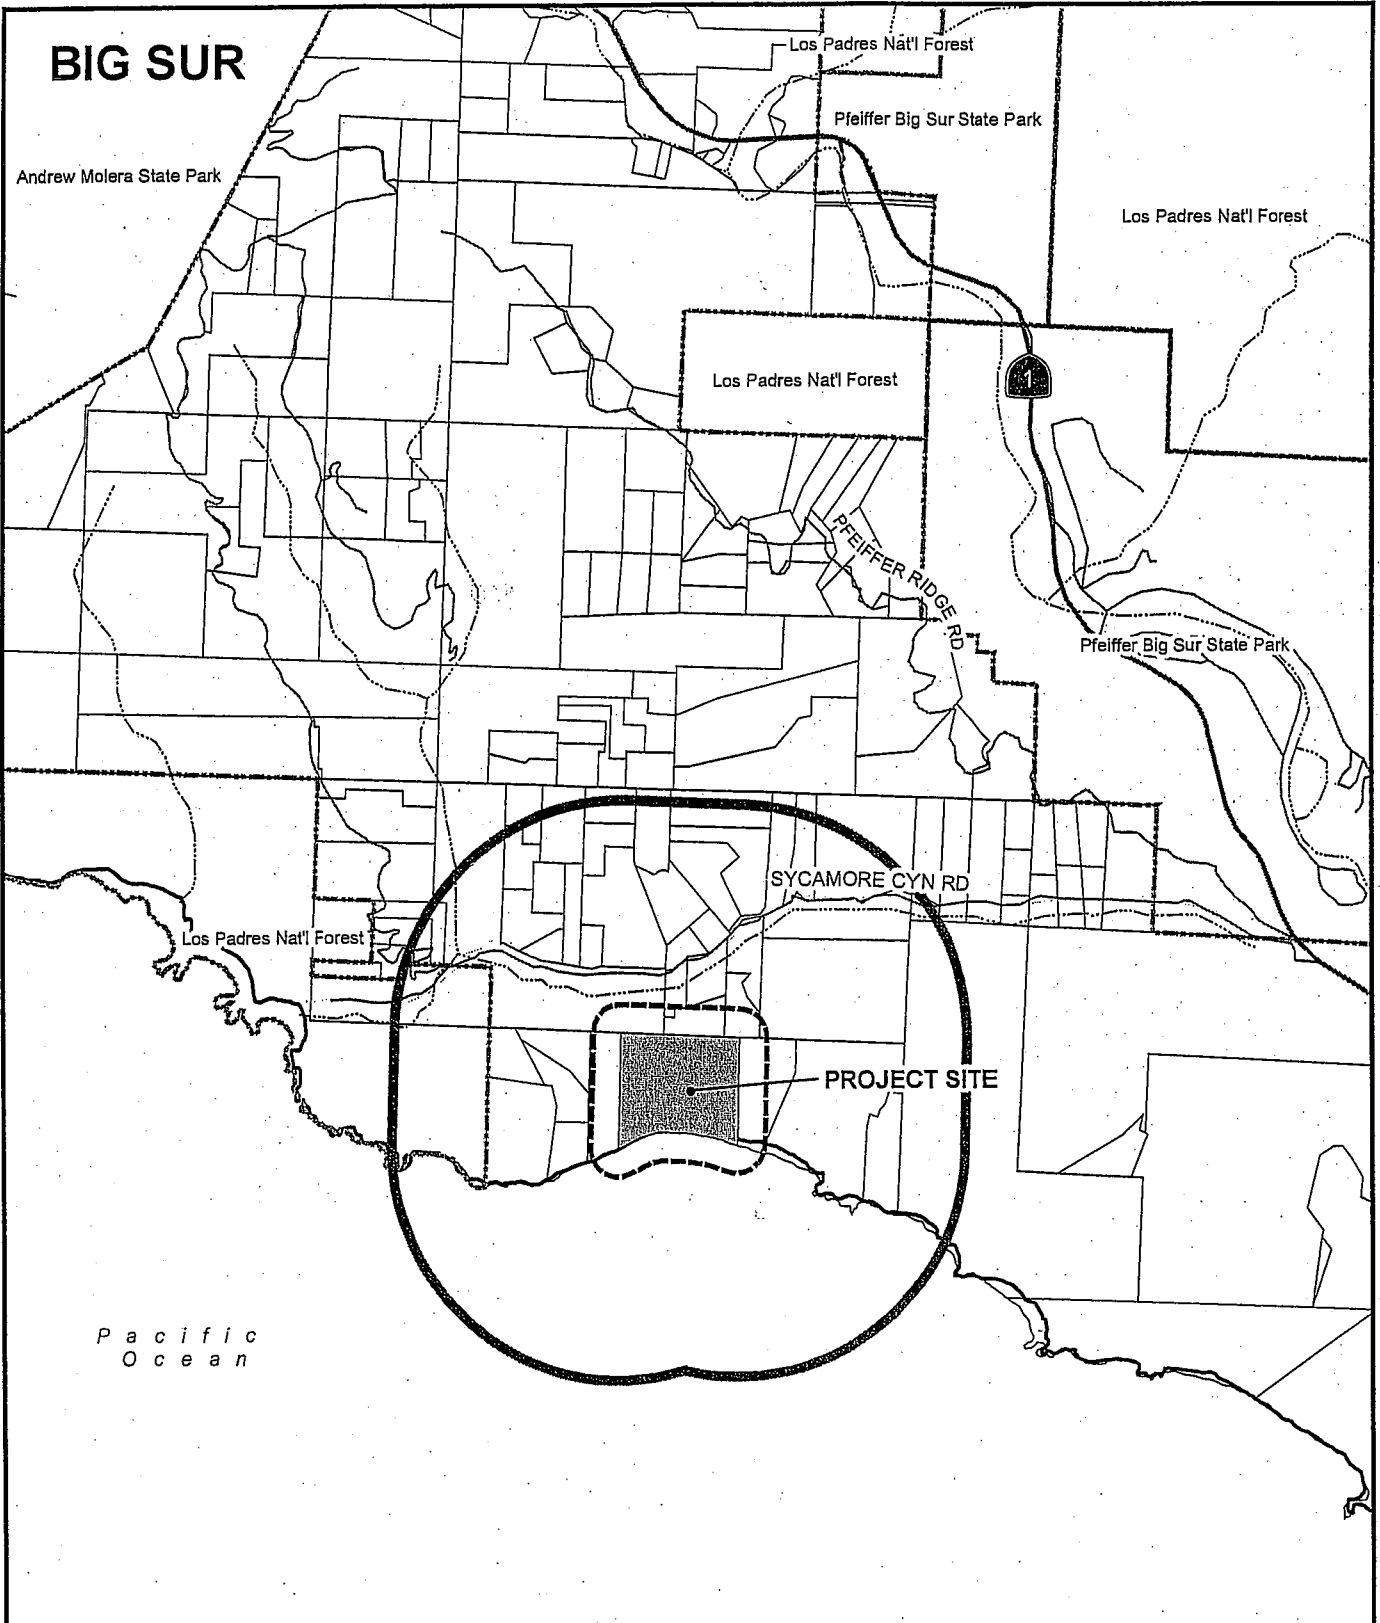 BIG SUR
Los Padres Nat'l Forest
Pfeiffer Big Sur State Park
Andrew Molera State Park
Los Padres Nat'l Forest
Los Padres Nat'l Forest
1
PFEIFFER RIDGE RD
Pfeiffer Big Sur State Park
SYCAMORE CYN RD
Los Padres Nat'l Forest
PROJECT SITE
Pacific
Ocean